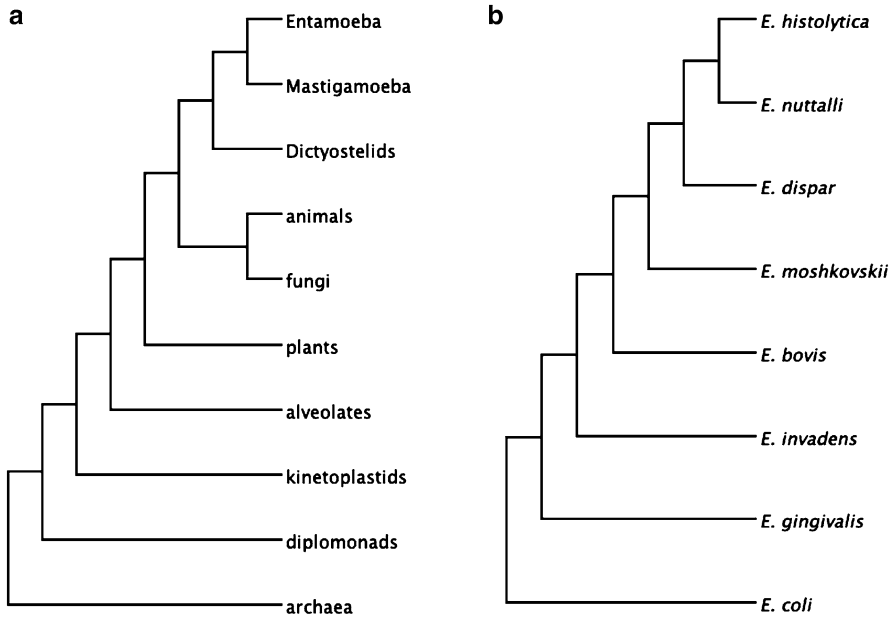 a
Entamoeba
Mastigamoeba
Dictyostelids
animals
fungi
plants
alveolates
kinetoplastids
diplomonads
archaea
b
E. histolytica
E. nuttalli
E. dispar
E. moshkovskii
E. bovis
E. invadens
E. gingivalis
E. coli